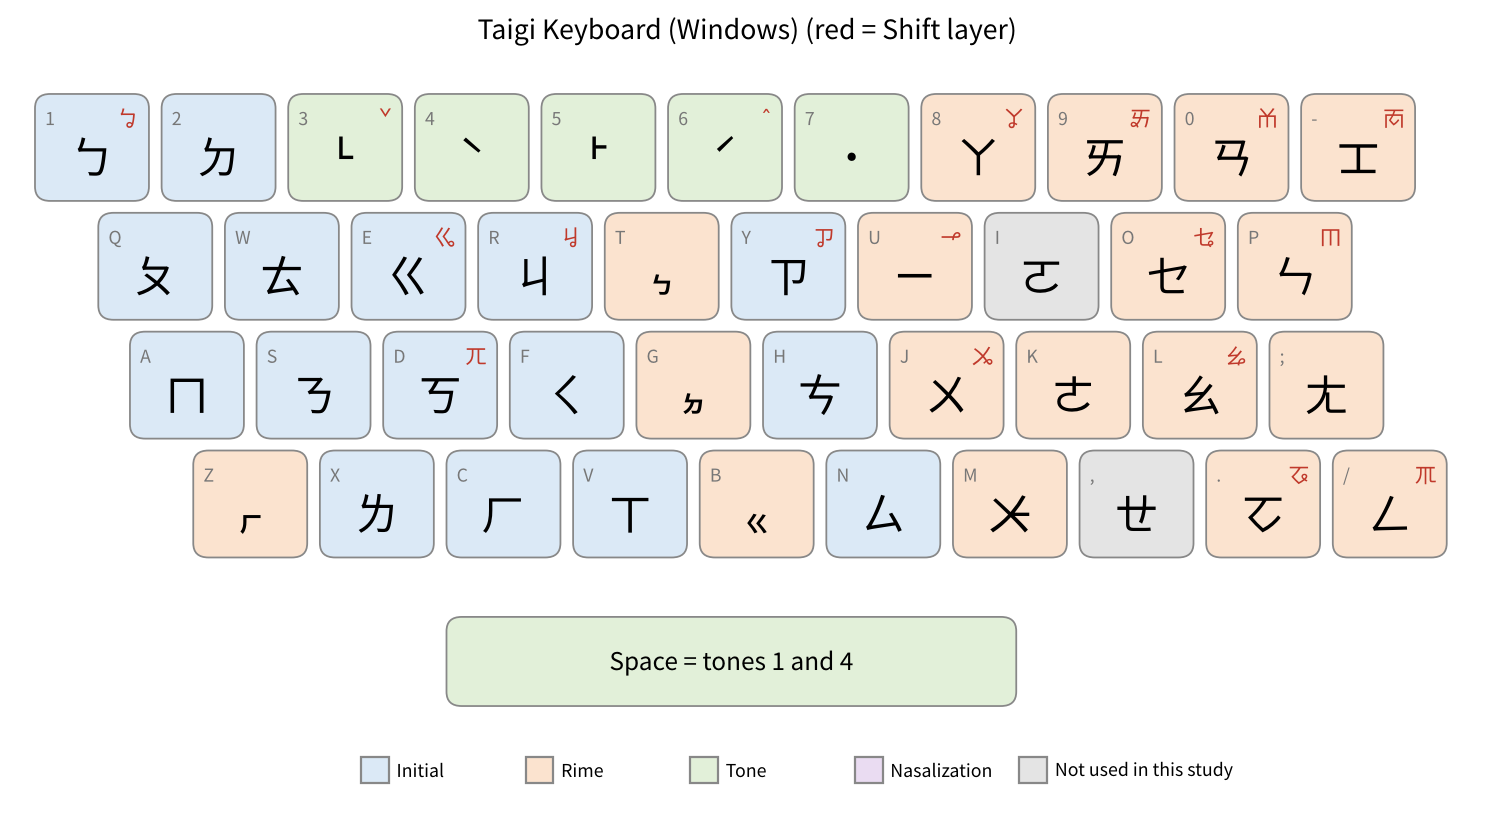 Taigi Keyboard (Windows) (red = Shift layer)
1 ㆠ ㄅ 2 ㄉ 3 ˇ ˪ 4 ˋ 5 ˫ 6 ˆ ˊ 7 ˙ 8 ㆩ ㄚ 9 ㆮ ㄞ 0 ㆰ ㄢ - ㆱ ㆲ
Q ㄆ W ㄊ E ㆣ ㄍ R ㆢ ㄐ T ㆴ Y ㆡ ㄗ U ㆪ ㄧ I ㄛ O ㆥ ㆤ P ㆬ ㄣ
A ㄇ S ㄋ D ㄫ ㄎ F ㄑ G ㆵ H ㄘ J ㆫ ㄨ K ㄜ L ㆯ ㄠ ; ㄤ
Z ㆷ X ㄌ C ㄏ V ㄒ B ㆻ N ㄙ M ㆨ , ㄝ . ㆧ ㆦ / ㆭ ㄥ
Space = tones 1 and 4
Initial Rime Tone Nasalization Not used in this study